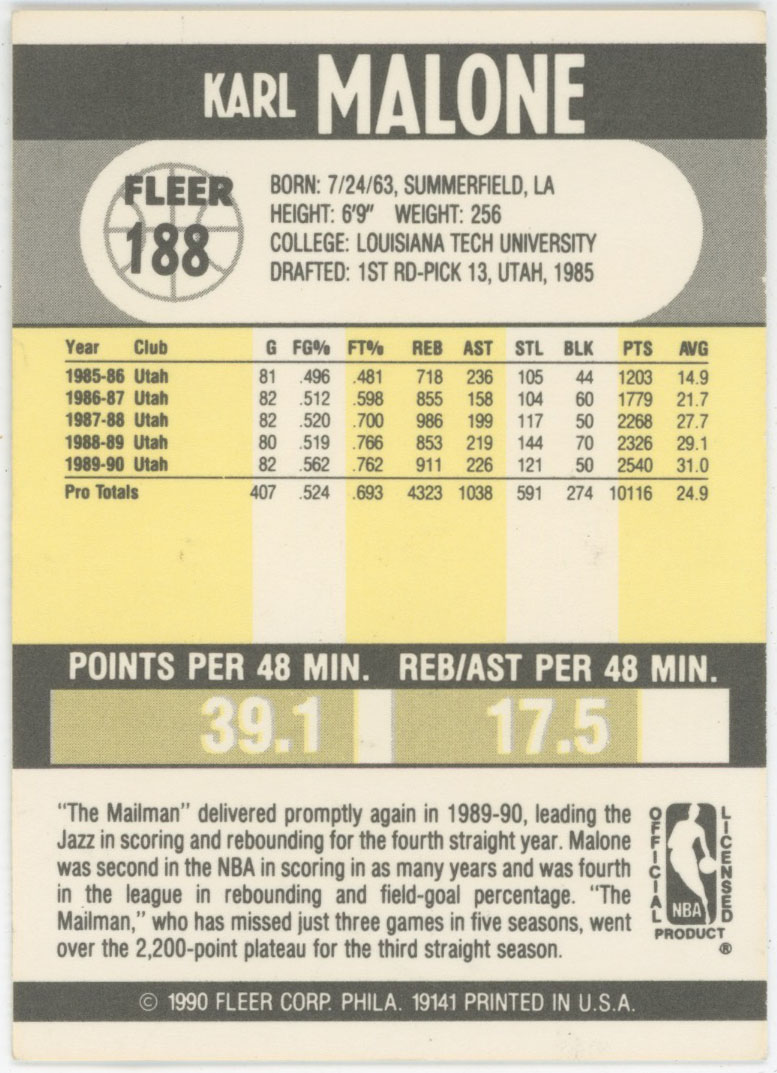 KARL MALONE
FLEER
188
BORN: 7/24/63, SUMMERFIELD, LA
HEIGHT: 6'9" WEIGHT: 256
COLLEGE: LOUISIANA TECH UNIVERSITY
DRAFTED: 1ST RD-PICK 13, UTAH, 1985
Year Club G FG% FT% REB AST STL BLK PTS AVG
1985-86 Utah 81 .496 .481 718 236 105 44 1203 14.9
1986-87 Utah 82 .512 .598 855 158 104 60 1779 21.7
1987-88 Utah 82 .520 .700 986 199 117 50 2268 27.7
1988-89 Utah 80 .519 .766 853 219 144 70 2326 29.1
1989-90 Utah 82 .562 .762 911 226 121 50 2540 31.0
Pro Totals 407 .524 .693 4323 1038 591 274 10116 24.9
POINTS PER 48 MIN. REB/AST PER 48 MIN.
39.1 17.5
"The Mailman" delivered promptly again in 1989-90, leading the
Jazz in scoring and rebounding for the fourth straight year. Malone
was second in the NBA in scoring in as many years and was fourth
in the league in rebounding and field-goal percentage. "The
Mailman," who has missed just three games in five seasons, went
over the 2,200-point plateau for the third straight season.
OFFICIAL
LICENSED
NBA
PRODUCT
®
© 1990 FLEER CORP. PHILA. 19141 PRINTED IN U.S.A.